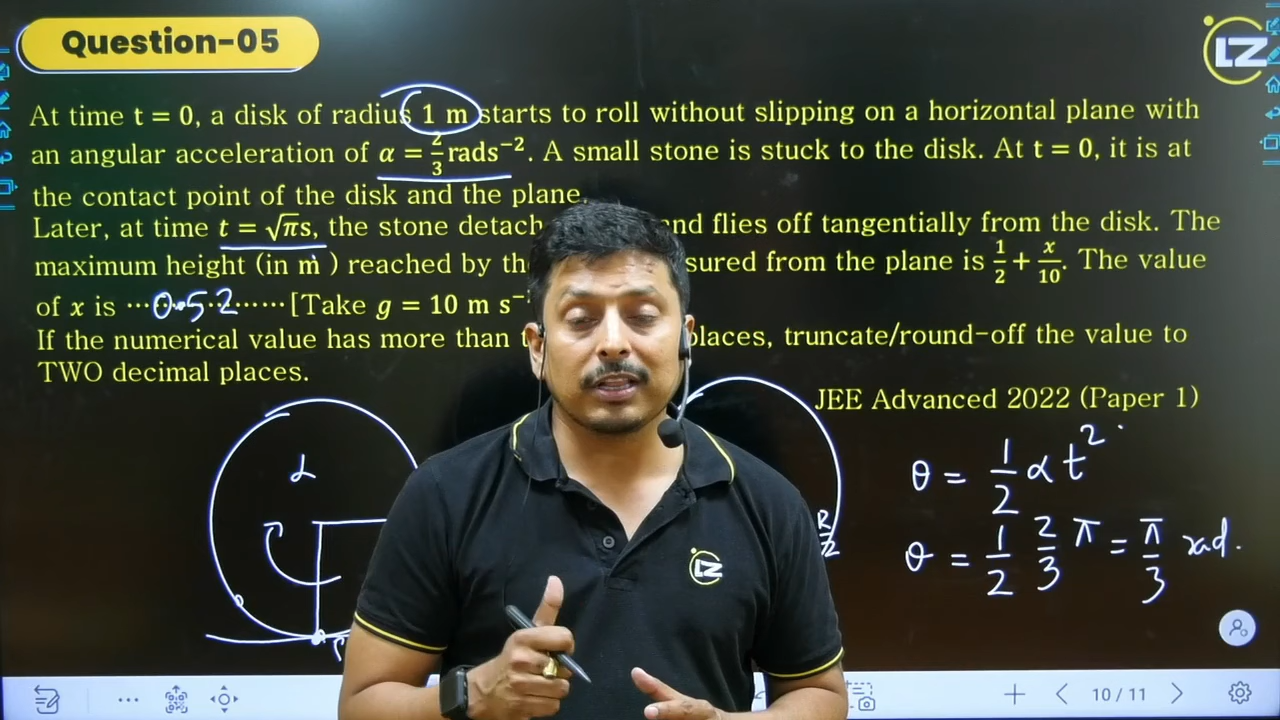 Question-05
LZ
At time t = 0, a disk of radius 1 m starts to roll without slipping on a horizontal plane with
an angular acceleration of α = 2/3 rads⁻². A small stone is stuck to the disk. At t = 0, it is at
the contact point of the disk and the plane.
Later, at time t = √πs, the stone detach nd flies off tangentially from the disk. The
maximum height (in m ) reached by th sured from the plane is 1/2 + x/10. The value
of x is ···0.52······[Take g = 10 m s⁻
If the numerical value has more than places, truncate/round-off the value to
TWO decimal places.
JEE Advanced 2022 (Paper 1)
α
R/2
θ = 1/2 α t²
θ = 1/2 2/3 π = π/3 rad.
LZ
10 / 11